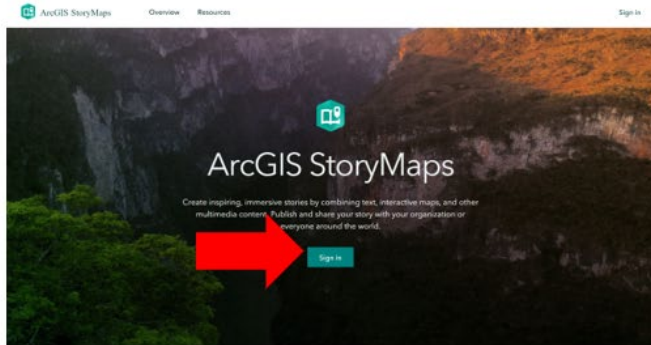 ArcGIS StoryMaps Overview Resources Sign In
ArcGIS StoryMaps
Create inspiring, immersive stories by combining text, interactive maps, and other
multimedia content. Publish and share your story with your organization or
everyone around the world.
Sign In